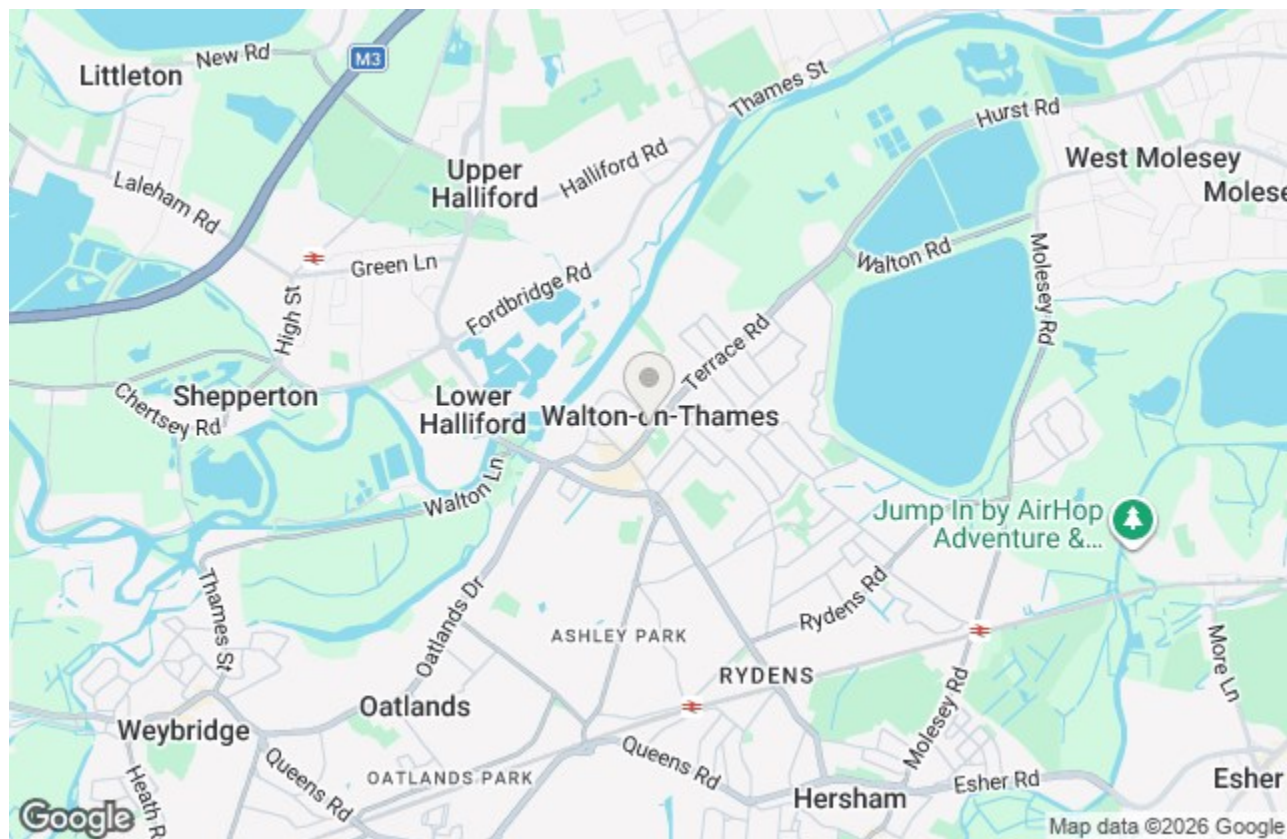 Littleton
New Rd
M3
Thames St
Hurst Rd
West Molesey
Molese
Upper
Halliford
Halliford Rd
Laleham Rd
Green Ln
Walton Rd
Molesey Rd
High St
Fordbridge Rd
Terrace Rd
Shepperton
Chertsey Rd
Lower
Halliford
Walton-on-Thames
Walton Ln
Jump In by AirHop
Adventure &...
Thames St
Oatlands Dr
Rydens Rd
ASHLEY PARK
RYDENS
More Ln
Oatlands
Weybridge
Molesey Rd
Queens Rd
Queens Rd
Heath R
OATLANDS PARK
Hersham
Esher Rd
Esher
Google
Map data ©2026 Google